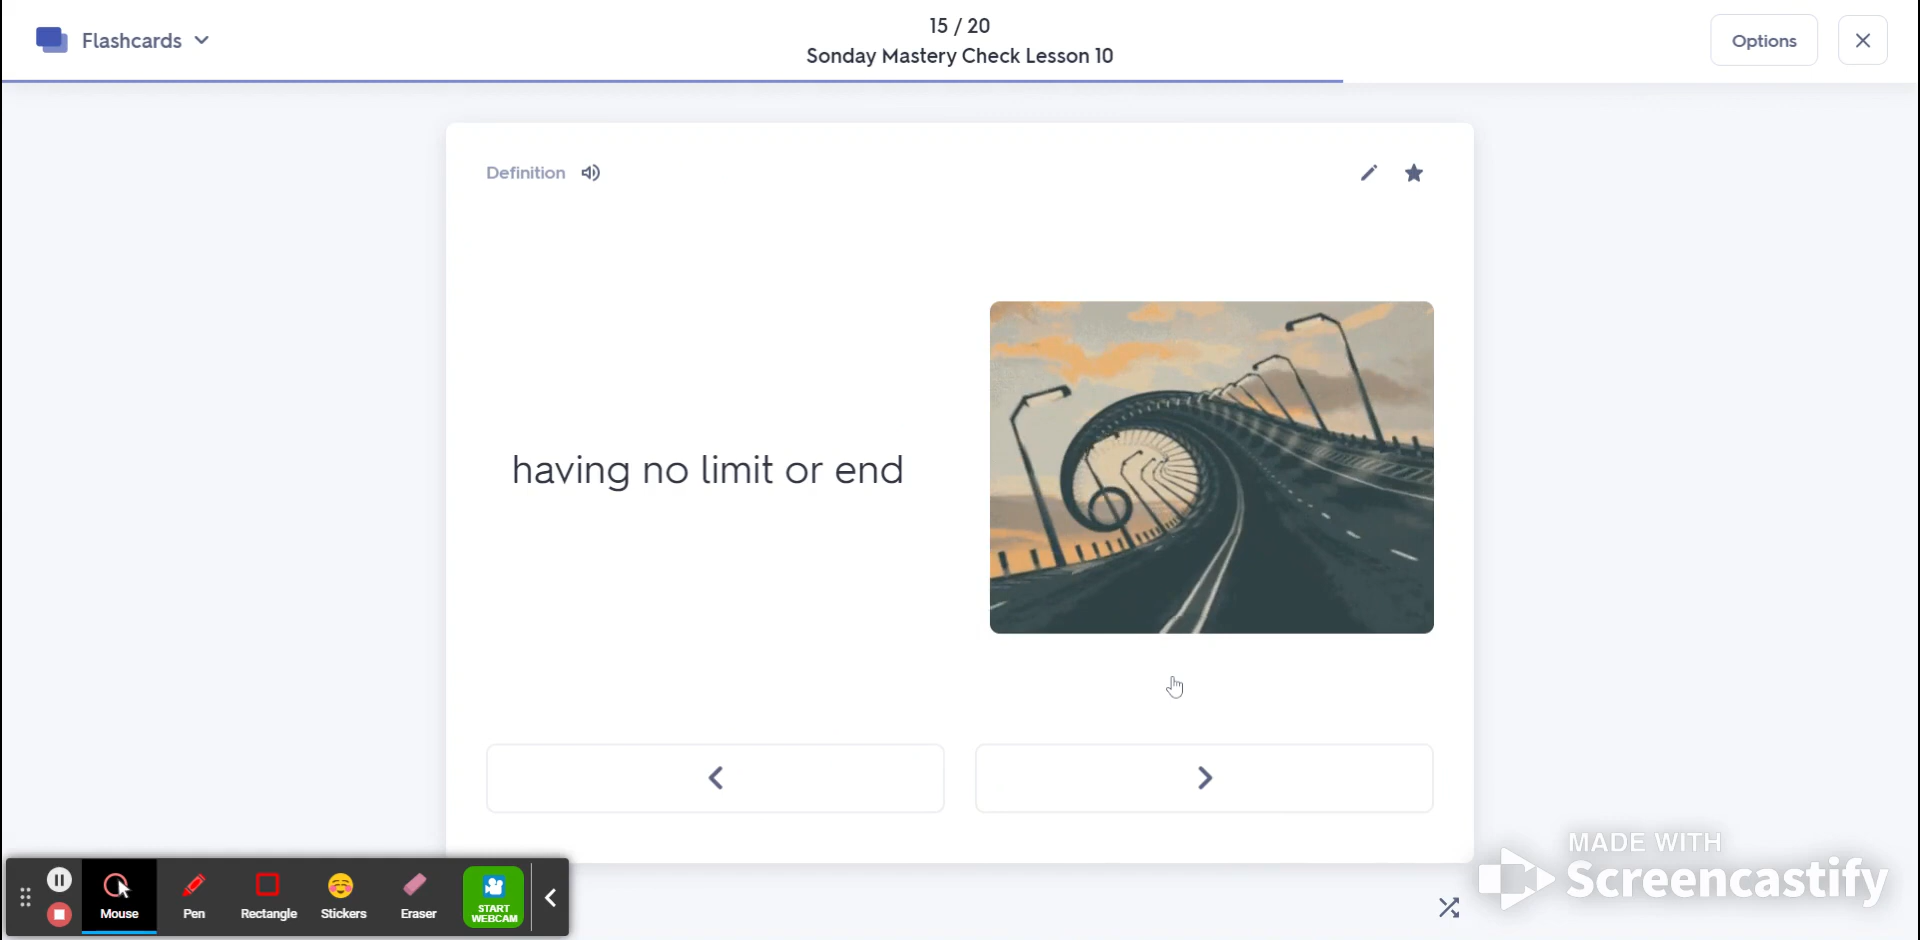 Flashcards
15 / 20
Sonday Mastery Check Lesson 10
Options
Definition
having no limit or end
Mouse
Pen
Rectangle
Stickers
Eraser
START
WEBCAM
MADE WITH
Screencastify